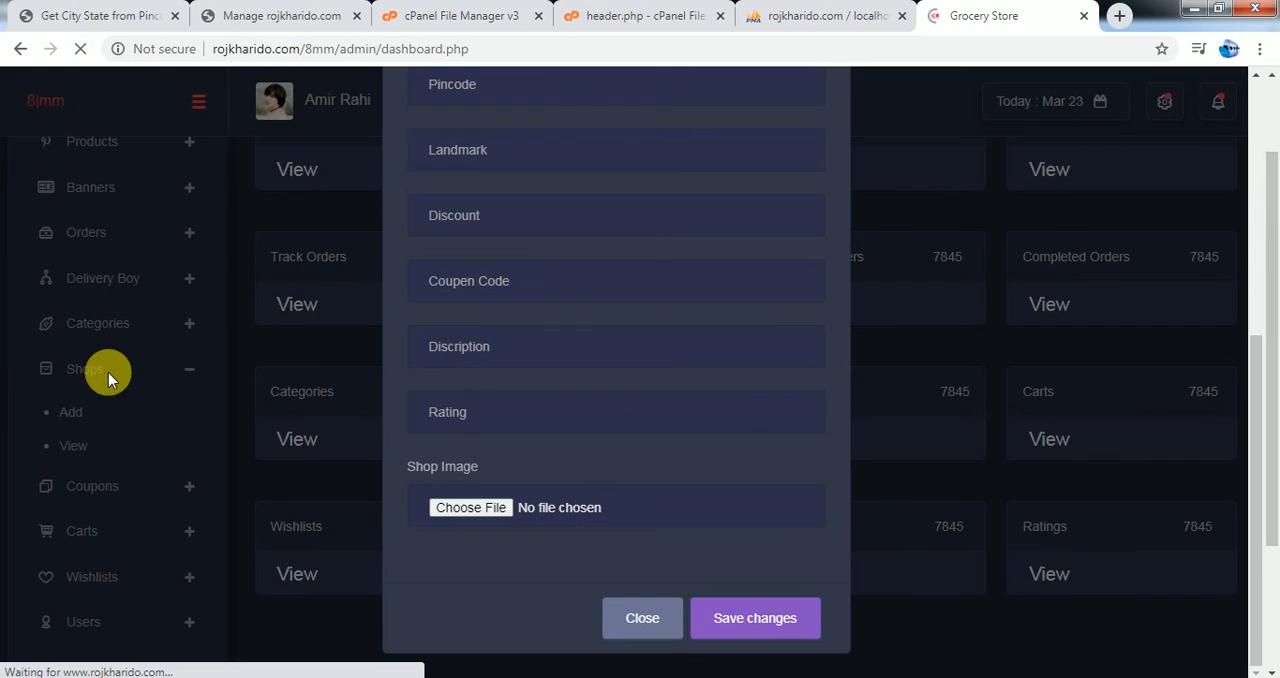 Get City State from Pinc
Manage rojkharido.com
cPanel File Manager v3
header.php - cPanel File
rojkharido.com / localho
Grocery Store
Not secure
rojkharido.com/8mm/admin/dashboard.php
8|mm
Amir Rahi
Today : Mar 23
Products
Banners
Orders
Delivery Boy
Categories
Shops
Add
View
Coupons
Carts
Wishlists
Users
Pincode
Landmark
Discount
Coupen Code
Discription
Rating
Shop Image
Choose File No file chosen
Close
Save changes
View
View
Track Orders
ers 7845
Completed Orders 7845
View
View
Categories
7845
Carts 7845
View
View
Wishlists
7845
Ratings 7845
View
View
Waiting for www.rojkharido.com...